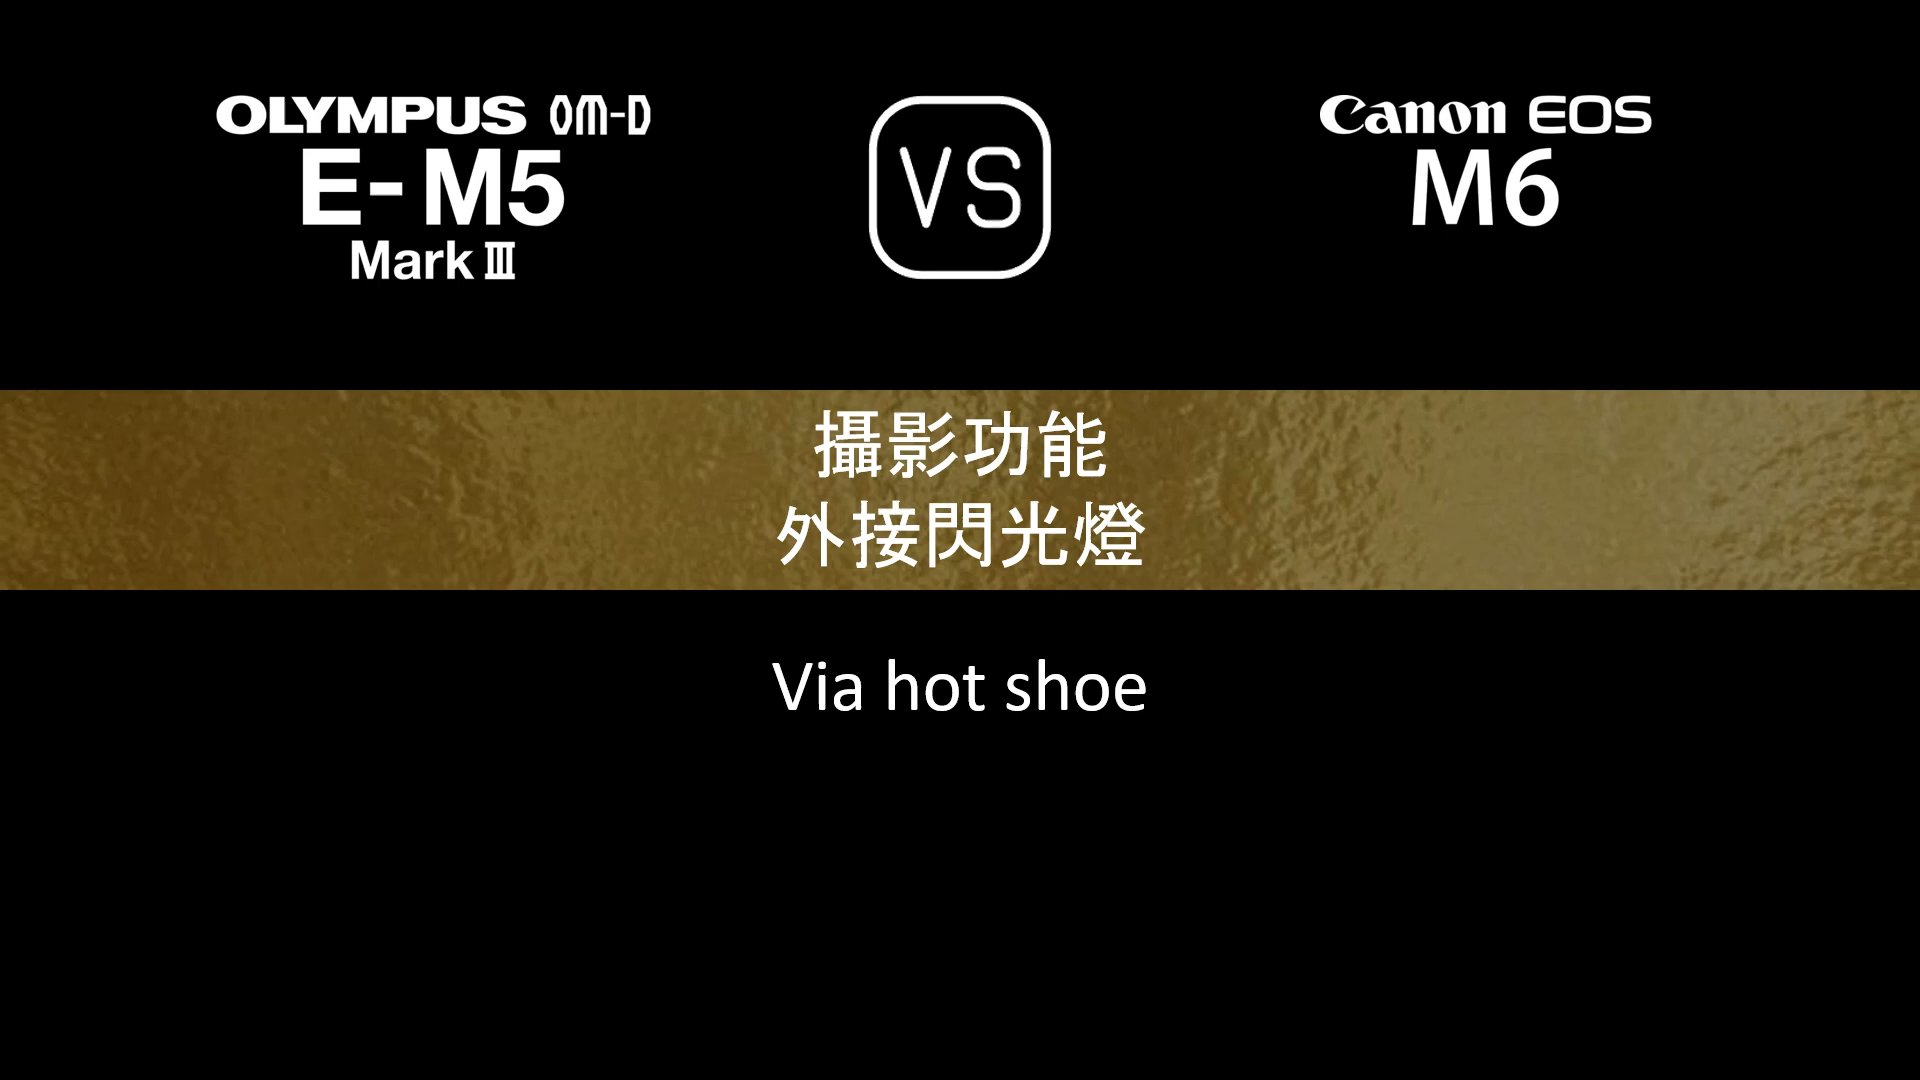 OLYMPUS OM-D
E-M5
Mark III
VS
Canon EOS
M6
攝影功能
外接閃光燈
Via hot shoe